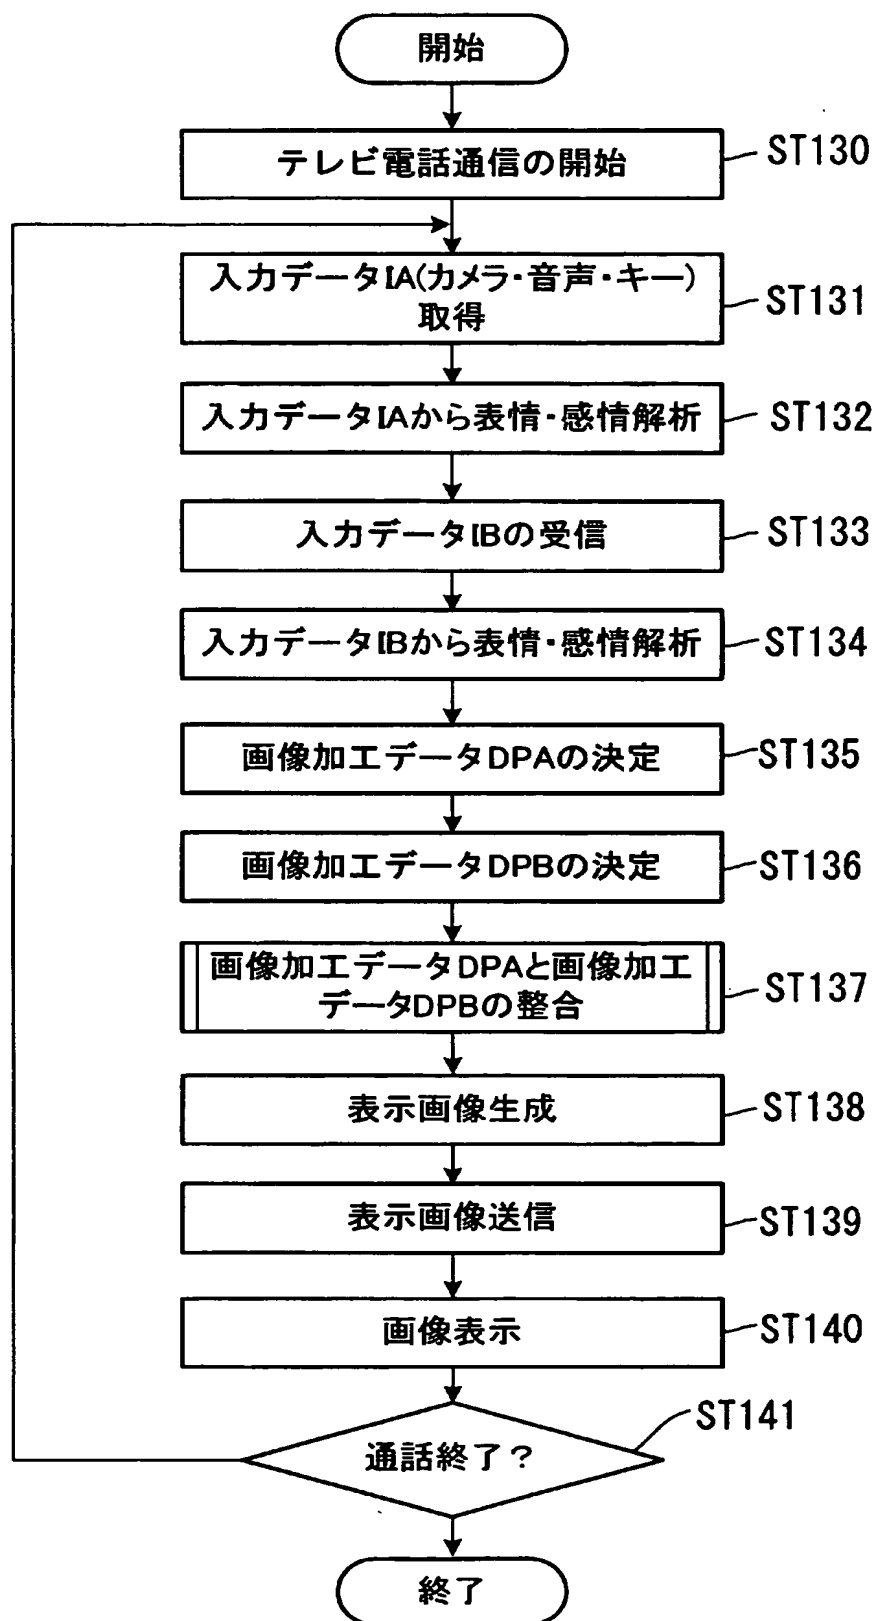 開始
テレビ電話通信の開始
ST130
入力データIA(カメラ・音声・キー)
取得
ST131
入力データIAから表情・感情解析
ST132
入力データIBの受信
ST133
入力データIBから表情・感情解析
ST134
画像加工データDPAの決定
ST135
画像加工データDPBの決定
ST136
画像加工データDPAと画像加工
データDPBの整合
ST137
表示画像生成
ST138
表示画像送信
ST139
画像表示
ST140
通話終了？
ST141
終了